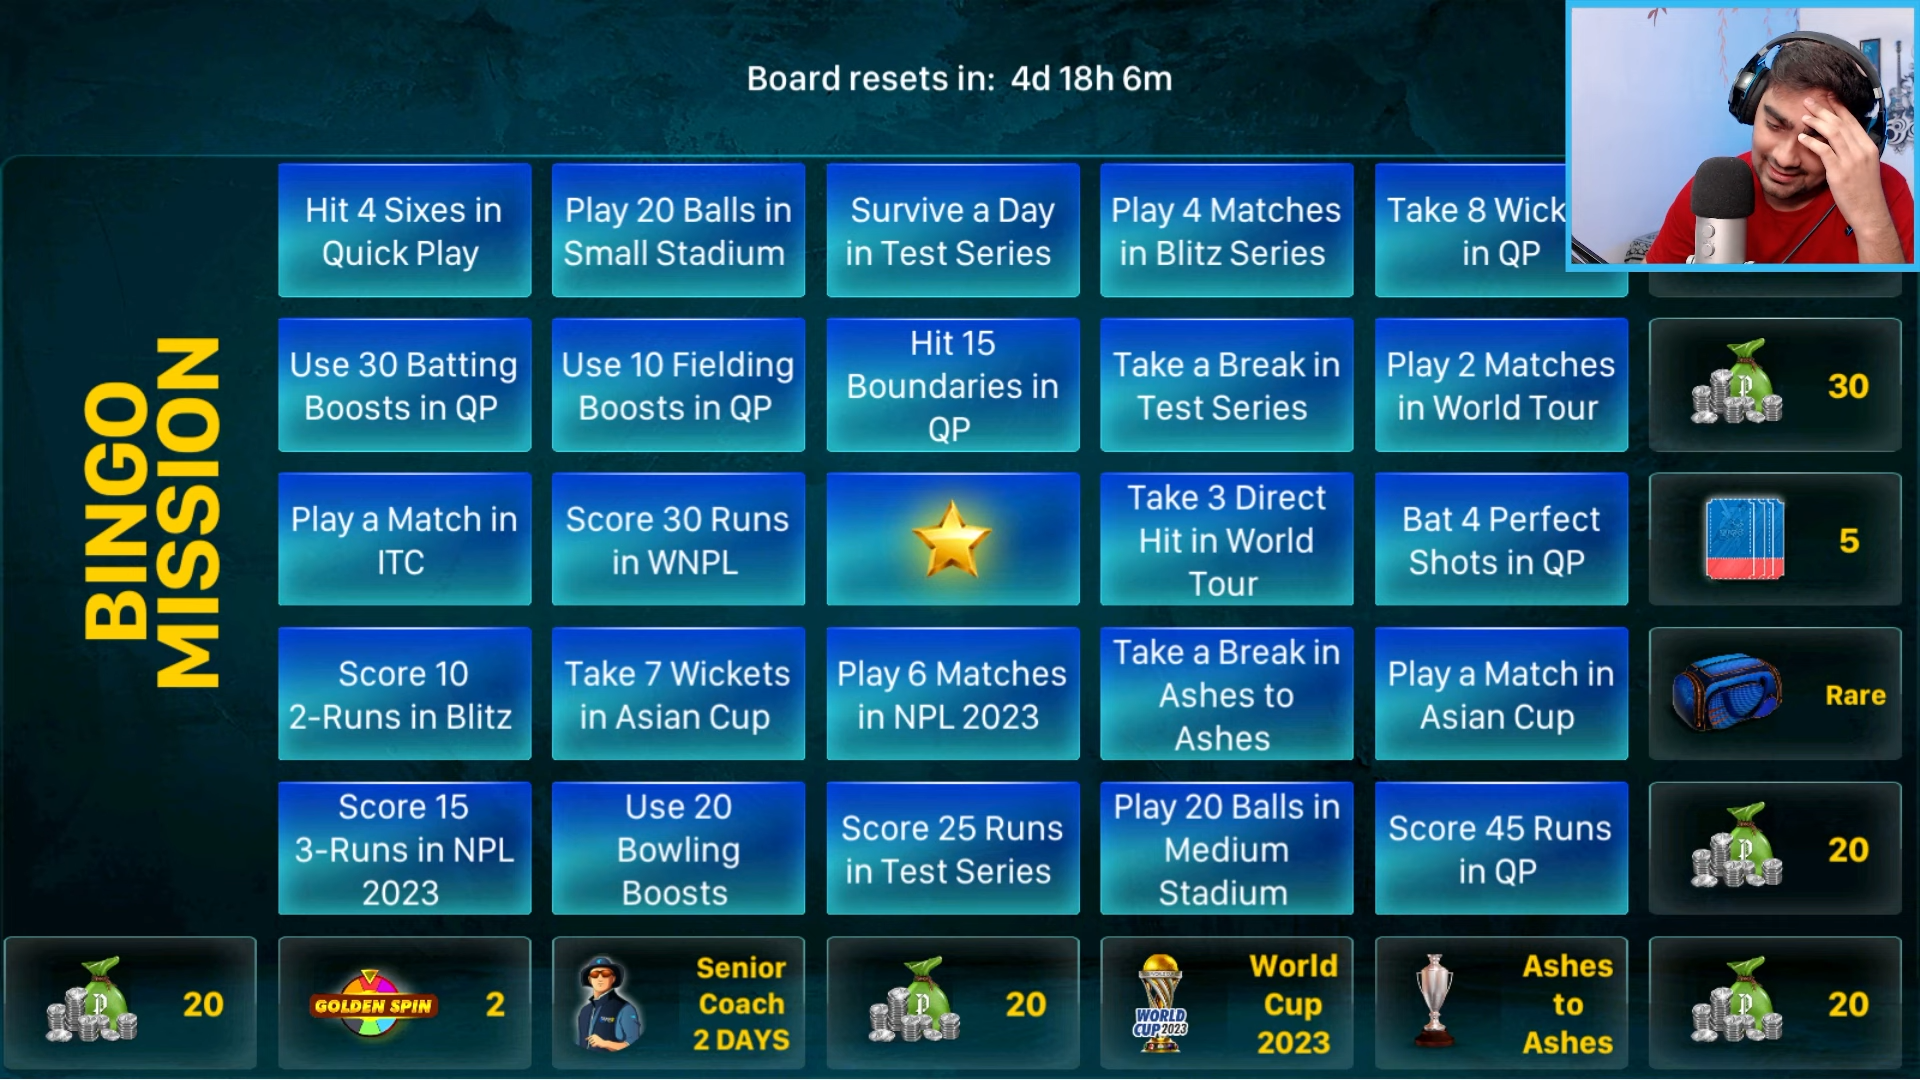 Board resets in: 4d 18h 6m
BINGO
MISSION
Hit 4 Sixes in
Quick Play
Play 20 Balls in
Small Stadium
Survive a Day
in Test Series
Play 4 Matches
in Blitz Series
Take 8 Wick
in QP
Use 30 Batting
Boosts in QP
Use 10 Fielding
Boosts in QP
Hit 15
Boundaries in
QP
Take a Break in
Test Series
Play 2 Matches
in World Tour
30
Play a Match in
ITC
Score 30 Runs
in WNPL
Take 3 Direct
Hit in World
Tour
Bat 4 Perfect
Shots in QP
5
Score 10
2-Runs in Blitz
Take 7 Wickets
in Asian Cup
Play 6 Matches
in NPL 2023
Take a Break in
Ashes to
Ashes
Play a Match in
Asian Cup
Rare
Score 15
3-Runs in NPL
2023
Use 20
Bowling
Boosts
Score 25 Runs
in Test Series
Play 20 Balls in
Medium
Stadium
Score 45 Runs
in QP
20
20
GOLDEN SPIN
2
Senior
Coach
2 DAYS
20
WORLD
CUP 2023
World
Cup
2023
Ashes
to
Ashes
20